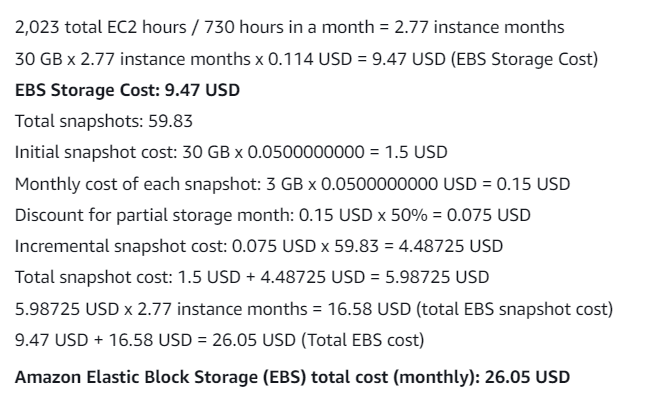 2,023 total EC2 hours / 730 hours in a month = 2.77 instance months
30 GB x 2.77 instance months x 0.114 USD = 9.47 USD (EBS Storage Cost)
EBS Storage Cost: 9.47 USD
Total snapshots: 59.83
Initial snapshot cost: 30 GB x 0.0500000000 = 1.5 USD
Monthly cost of each snapshot: 3 GB x 0.0500000000 USD = 0.15 USD
Discount for partial storage month: 0.15 USD x 50% = 0.075 USD
Incremental snapshot cost: 0.075 USD x 59.83 = 4.48725 USD
Total snapshot cost: 1.5 USD + 4.48725 USD = 5.98725 USD
5.98725 USD x 2.77 instance months = 16.58 USD (total EBS snapshot cost)
9.47 USD + 16.58 USD = 26.05 USD (Total EBS cost)
Amazon Elastic Block Storage (EBS) total cost (monthly): 26.05 USD